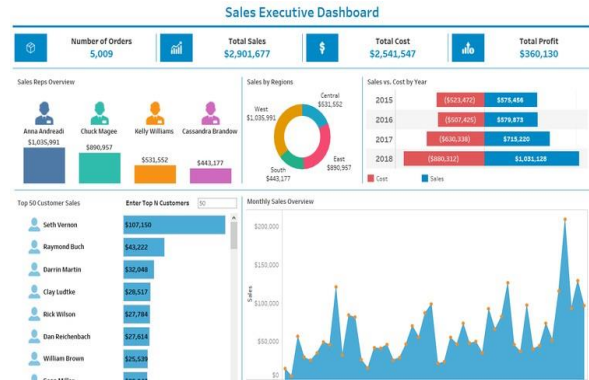 Sales Executive Dashboard
Number of Orders
5,009
Total Sales
$2,901,677
Total Cost
$2,541,547
Total Profit
$360,130
Sales Reps Overview
Anna Andreadi
$1,035,991
Chuck Magee
$890,957
Kelly Williams
$531,552
Cassandra Brandow
$443,177
Sales by Regions
Central
$531,552
West
$1,035,991
East
$890,957
South
$443,177
Sales vs. Cost by Year
2015 ($523,472) $575,456
2016 ($507,425) $579,873
2017 ($630,338) $715,220
2018 ($880,312) $1,031,128
Cost
Sales
Top 50 Customer Sales
Enter Top N Customers 50
Seth Vernon $107,150
Raymond Buch $43,222
Darrin Martin $32,048
Clay Ludtke $28,517
Rick Wilson $27,784
Dan Reichenbach $27,614
William Brown $25,539
Monthly Sales Overview
Sales
$200,000
$150,000
$100,000
$50,000
$0